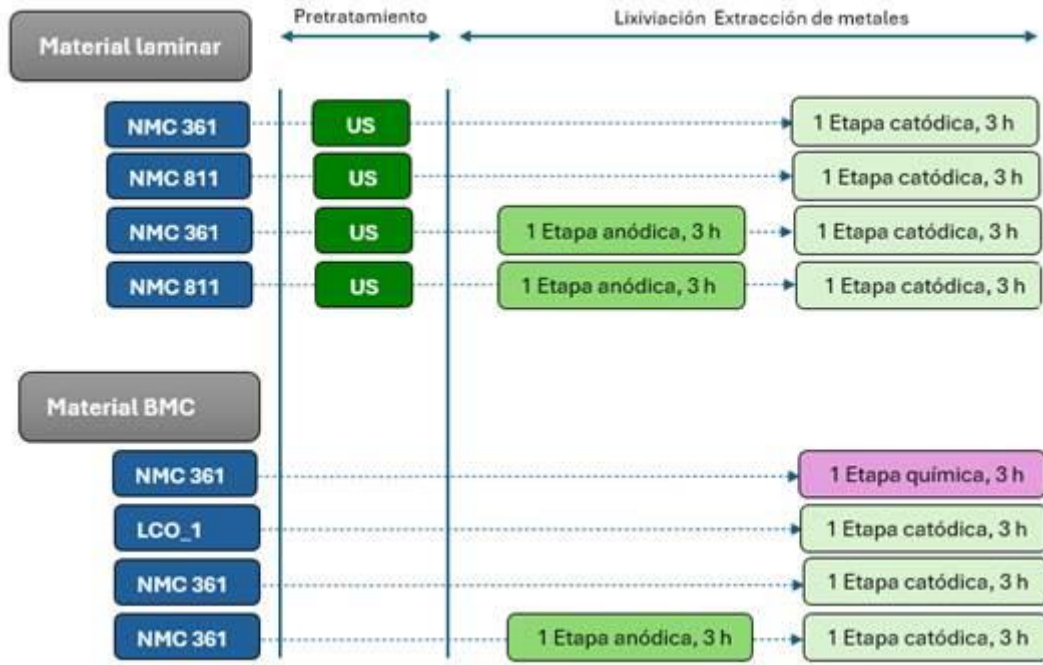 Pretratamiento
Lixiviación Extracción de metales
Material laminar
NMC 361 US 1 Etapa catódica, 3 h
NMC 811 US 1 Etapa catódica, 3 h
NMC 361 US 1 Etapa anódica, 3 h 1 Etapa catódica, 3 h
NMC 811 US 1 Etapa anódica, 3 h 1 Etapa catódica, 3 h
Material BMC
NMC 361 1 Etapa química, 3 h
LCO_1 1 Etapa catódica, 3 h
NMC 361 1 Etapa catódica, 3 h
NMC 361 1 Etapa anódica, 3 h 1 Etapa catódica, 3 h